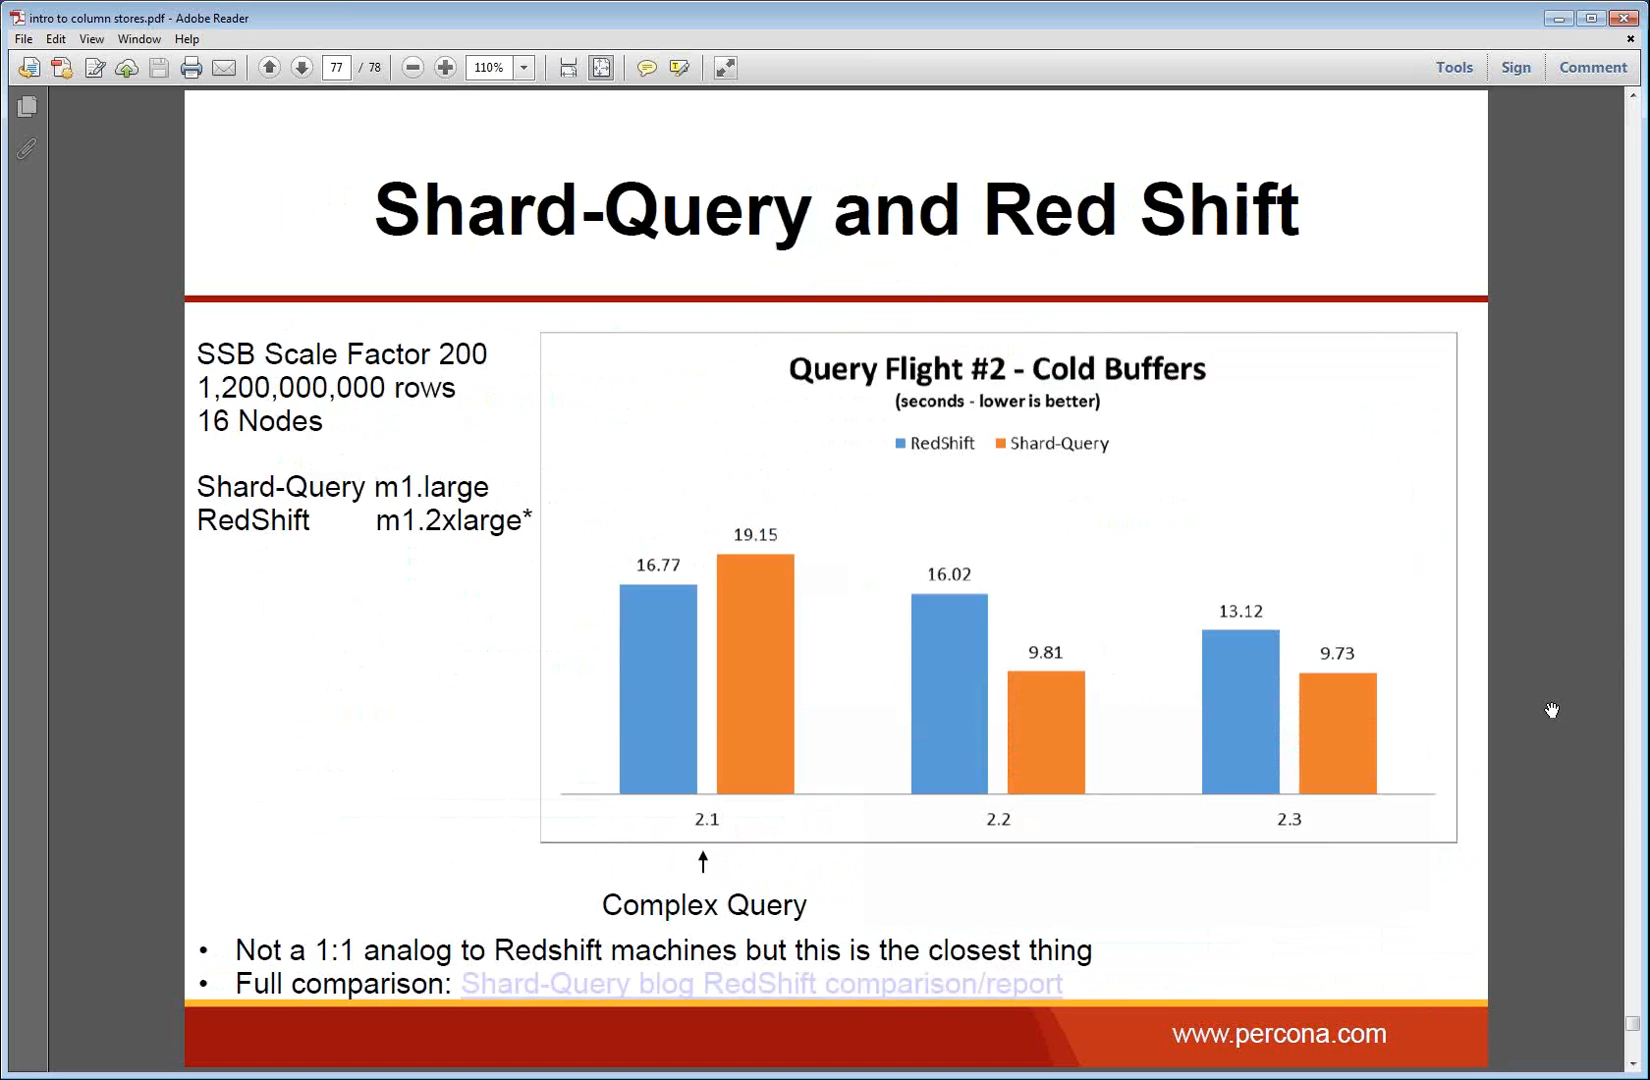 intro to column stores.pdf - Adobe Reader
File Edit View Window Help
77 / 78 110% Tools Sign Comment
Shard-Query and Red Shift
SSB Scale Factor 200
1,200,000,000 rows
16 Nodes
Shard-Query m1.large
RedShift m1.2xlarge*
Query Flight #2 - Cold Buffers
(seconds - lower is better)
RedShift Shard-Query
16.77 19.15 16.02 9.81 13.12 9.73
2.1 2.2 2.3
Complex Query
• Not a 1:1 analog to Redshift machines but this is the closest thing
• Full comparison: Shard-Query blog RedShift comparison/report
www.percona.com